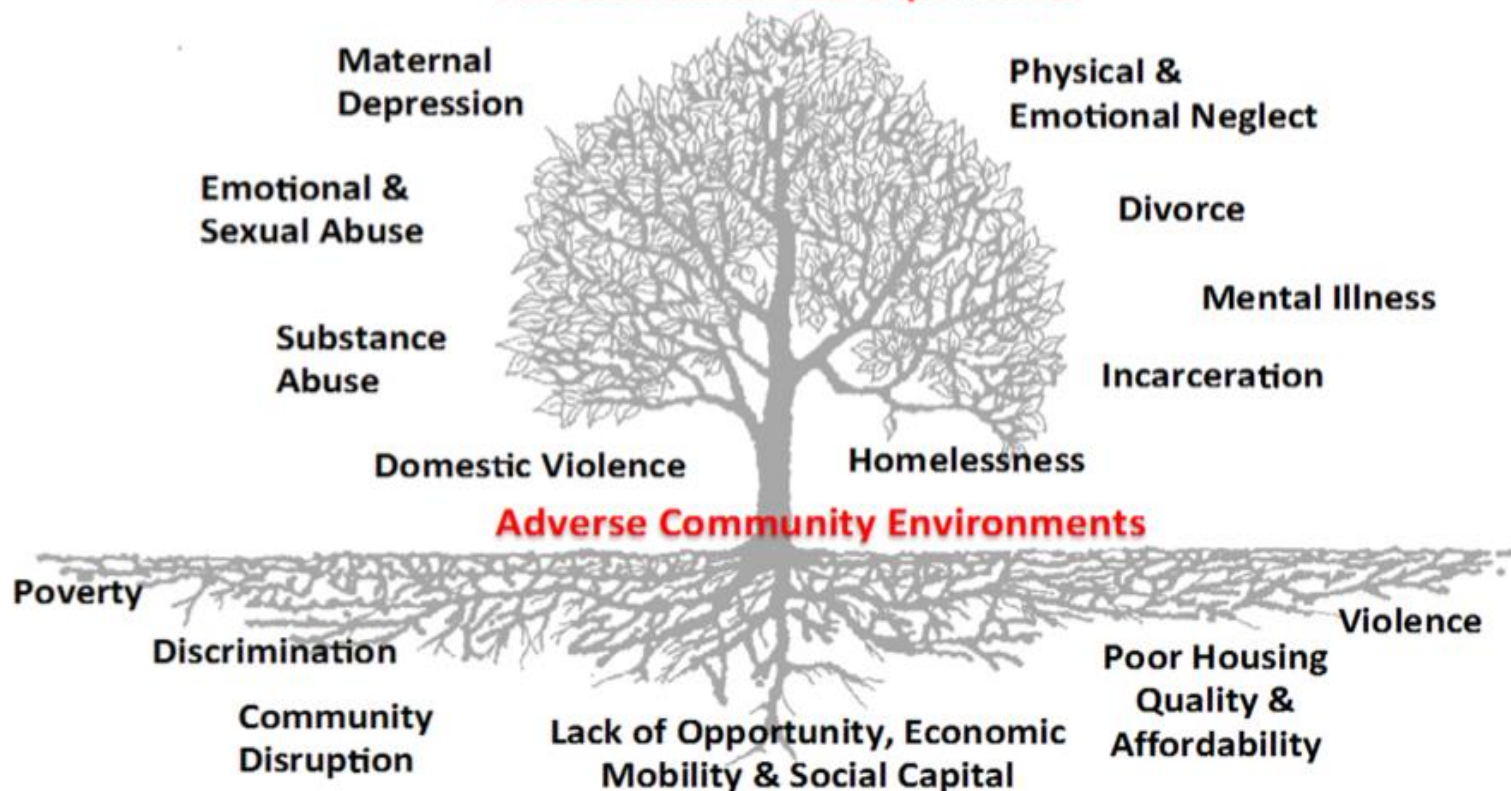 Maternal
Depression
Physical &
Emotional Neglect
Emotional &
Sexual Abuse
Divorce
Mental Illness
Substance
Abuse
Incarceration
Domestic Violence
Homelessness
Adverse Community Environments
Poverty
Violence
Discrimination
Poor Housing
Quality &
Affordability
Community
Disruption
Lack of Opportunity, Economic
Mobility & Social Capital